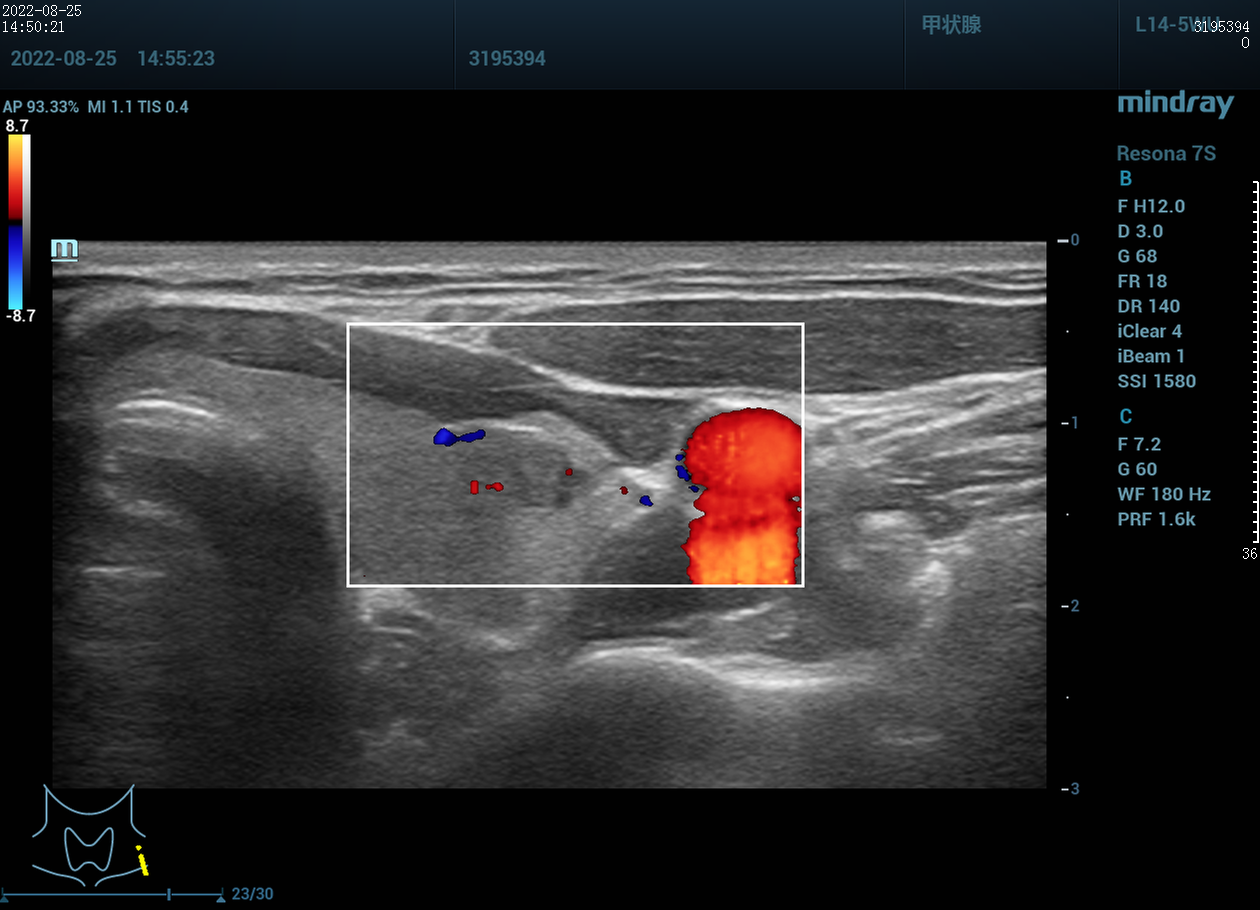 2022-08-25
14:50:21
甲状腺
3195394
0
2022-08-25 14:55:23
3195394
AP 93.33% MI 1.1 TIS 0.4
8.7
-8.7
m
mindray
Resona 7S
B
F H12.0
D 3.0
G 68
FR 18
DR 140
iClear 4
iBeam 1
SSI 1580
C
F 7.2
G 60
WF 180 Hz
PRF 1.6k
36
0
1
2
3
23/30